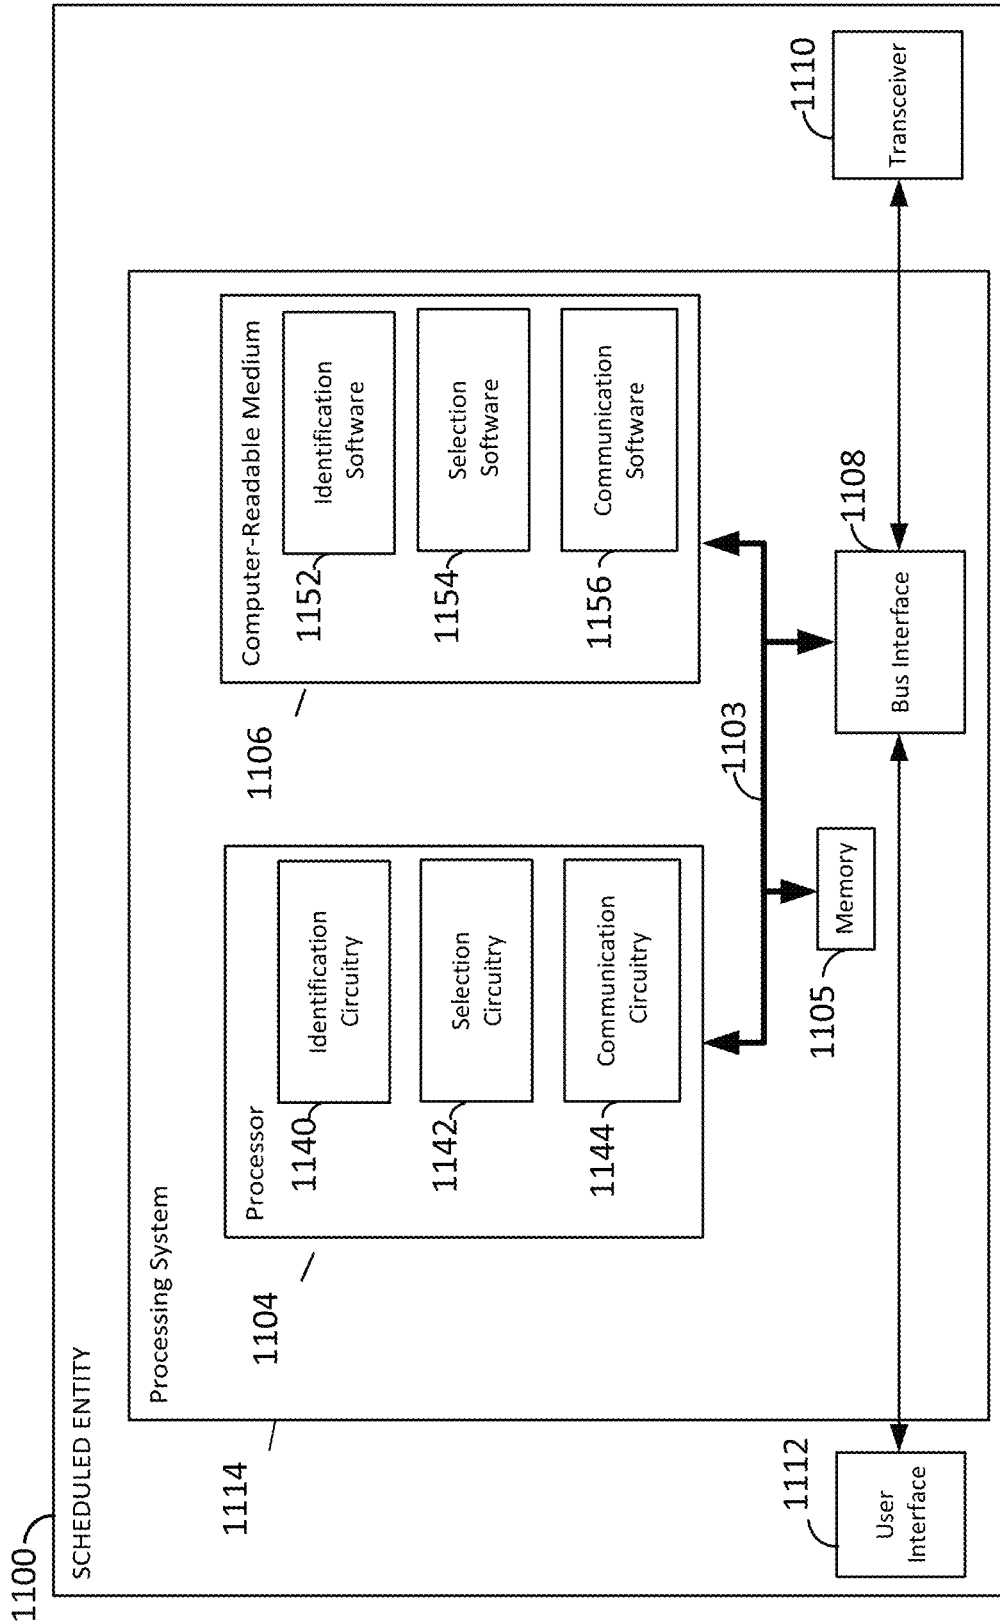 1100
SCHEDULED ENTITY
1114
Processing System
1104
Processor
1140
Identification
Circuitry
1142
Selection
Circuitry
1144
Communication
Circuitry
1106
Computer-Readable Medium
1152
Identification
Software
1154
Selection
Software
1156
Communication
Software
1103
1105
Memory
1108
Bus Interface
1112
User
Interface
1110
Transceiver